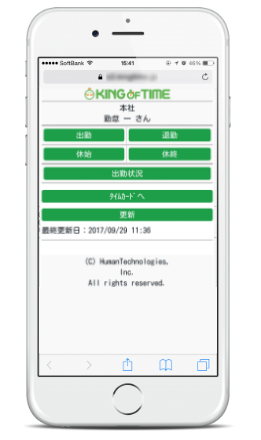 SoftBank 15:41 46%
KING OF TIME
本社
勤怠 一 さん
出勤 退勤
休始 休終
出勤状況
ﾀｲﾑｶｰﾄﾞへ
更新
最終更新日：2017/09/29 11:36
(C) HumanTechnologies,
Inc.
All rights reserved.